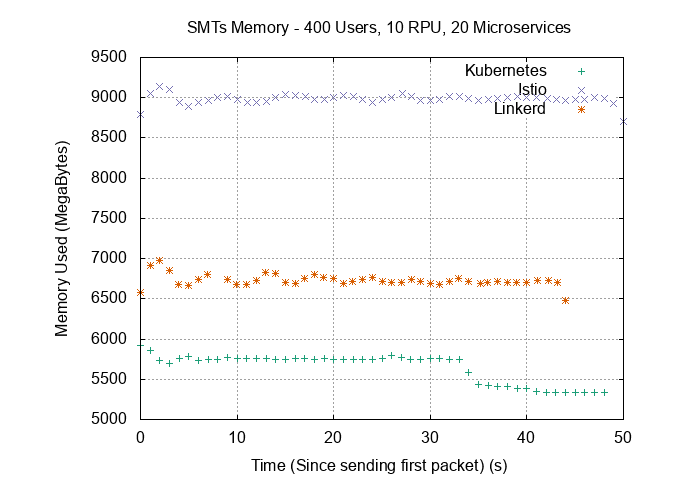 SMTs Memory - 400 Users, 10 RPU, 20 Microservices
9500
9000
8500
8000
7500
7000
6500
6000
5500
5000
Memory Used (MegaBytes)
Kubernetes
Istio
Linkerd
0 10 20 30 40 50
Time (Since sending first packet) (s)